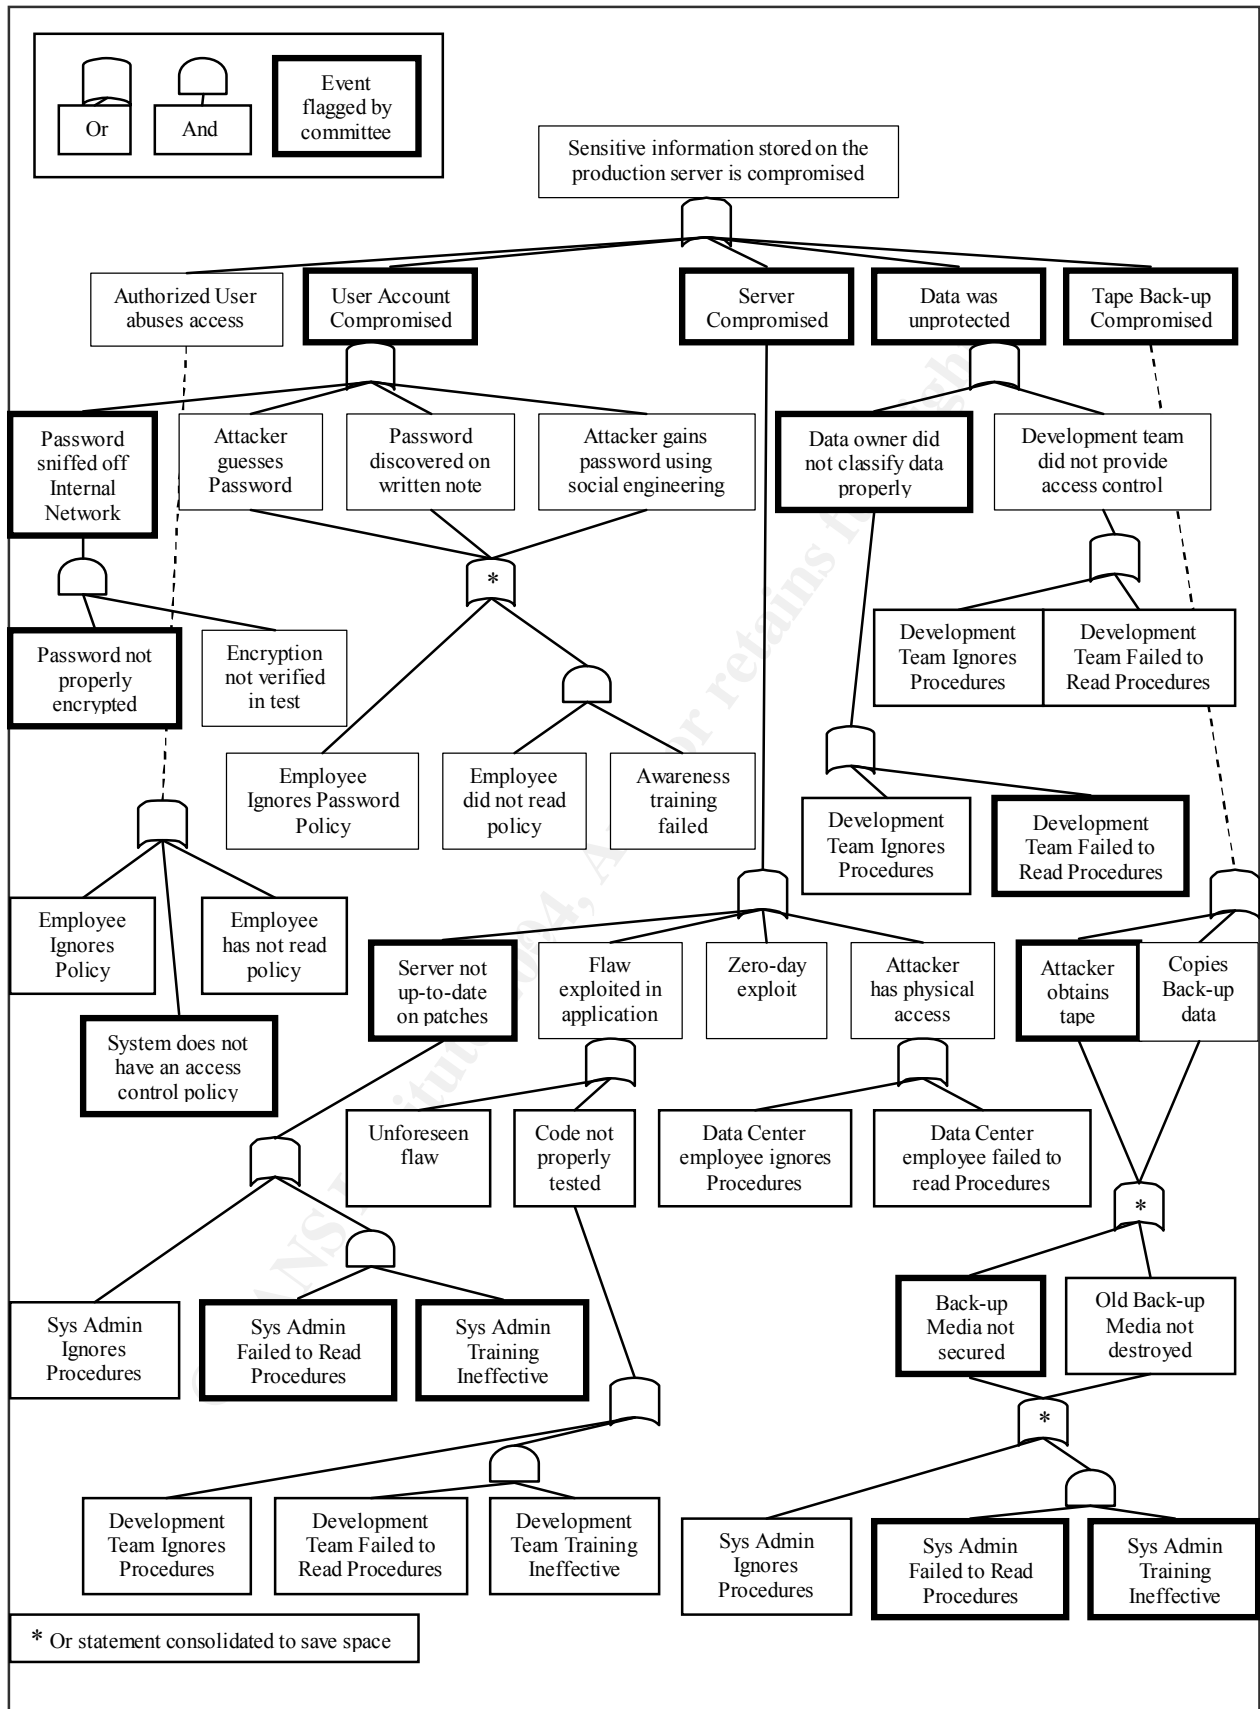 Or
And
Event
flagged by
committee
Sensitive information stored on the
production server is compromised
Authorized User
abuses access
User Account
Compromised
Server
Compromised
Data was
unprotected
Tape Back-up
Compromised
Password
sniffed off
Internal
Network
Attacker
guesses
Password
Password
discovered on
written note
Attacker gains
password using
social engineering
Data owner did
not classify data
properly
Development team
did not provide
access control
*
Password not
properly
encrypted
Encryption
not verified
in test
Development
Team Ignores
Procedures
Development
Team Failed to
Read Procedures
Employee
Ignores Password
Policy
Employee
did not read
policy
Awareness
training
failed
Development
Team Ignores
Procedures
Development
Team Failed to
Read Procedures
Employee
Ignores
Policy
Employee
has not read
policy
Server not
up-to-date
on patches
Flaw
exploited in
application
Zero-day
exploit
Attacker
has physical
access
Attacker
obtains
tape
Copies
Back-up
data
System does not
have an access
control policy
Unforeseen
flaw
Code not
properly
tested
Data Center
employee ignores
Procedures
Data Center
employee failed to
read Procedures
*
Sys Admin
Ignores
Procedures
Sys Admin
Failed to Read
Procedures
Sys Admin
Training
Ineffective
Back-up
Media not
secured
Old Back-up
Media not
destroyed
*
Development
Team Ignores
Procedures
Development
Team Failed to
Read Procedures
Development
Team Training
Ineffective
Sys Admin
Ignores
Procedures
Sys Admin
Failed to Read
Procedures
Sys Admin
Training
Ineffective
* Or statement consolidated to save space